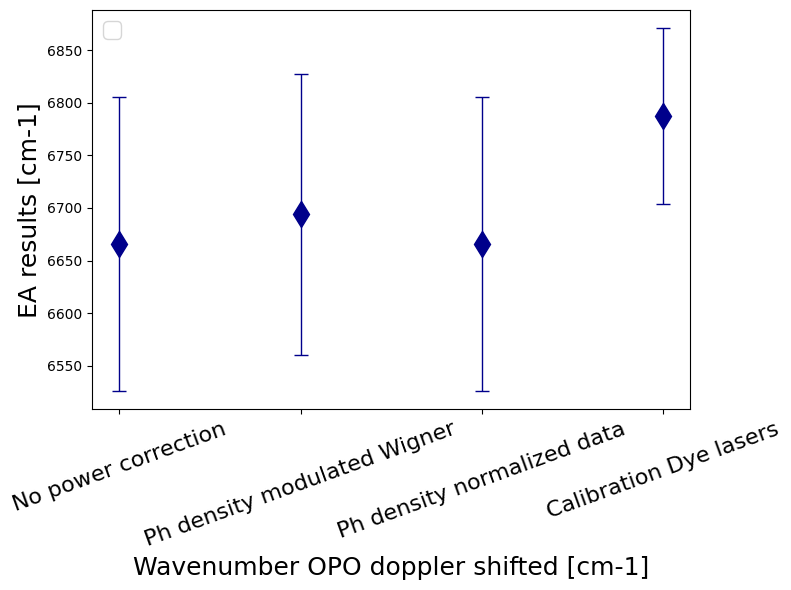 6850
6800
6750
6700
6650
6600
6550
EA results [cm-1]
No power correction
Ph density modulated Wigner
Ph density normalized data
Calibration Dye lasers
Wavenumber OPO doppler shifted [cm-1]